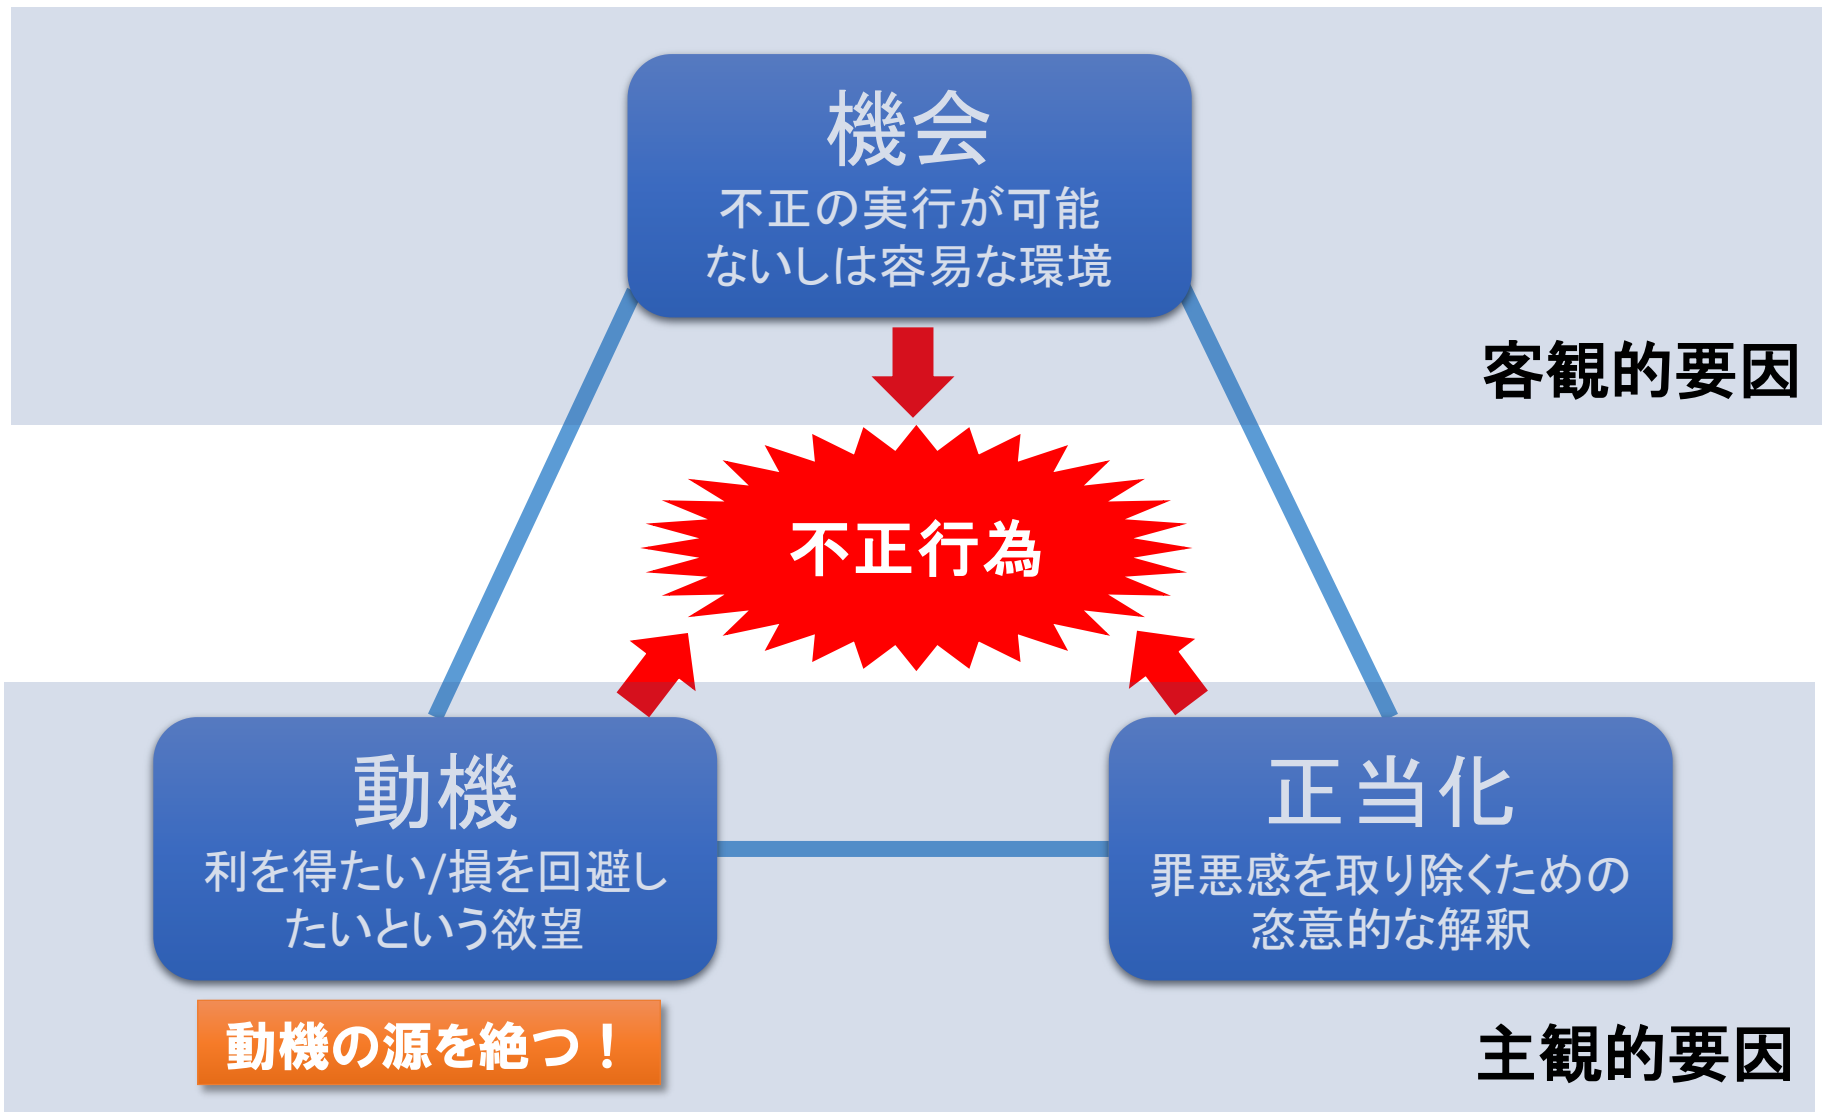 機会
不正の実行が可能
ないしは容易な環境
客観的要因
不正行為
動機
利を得たい/損を回避し
たいという欲望
正当化
罪悪感を取り除くための
恣意的な解釈
動機の源を絶つ！
主観的要因